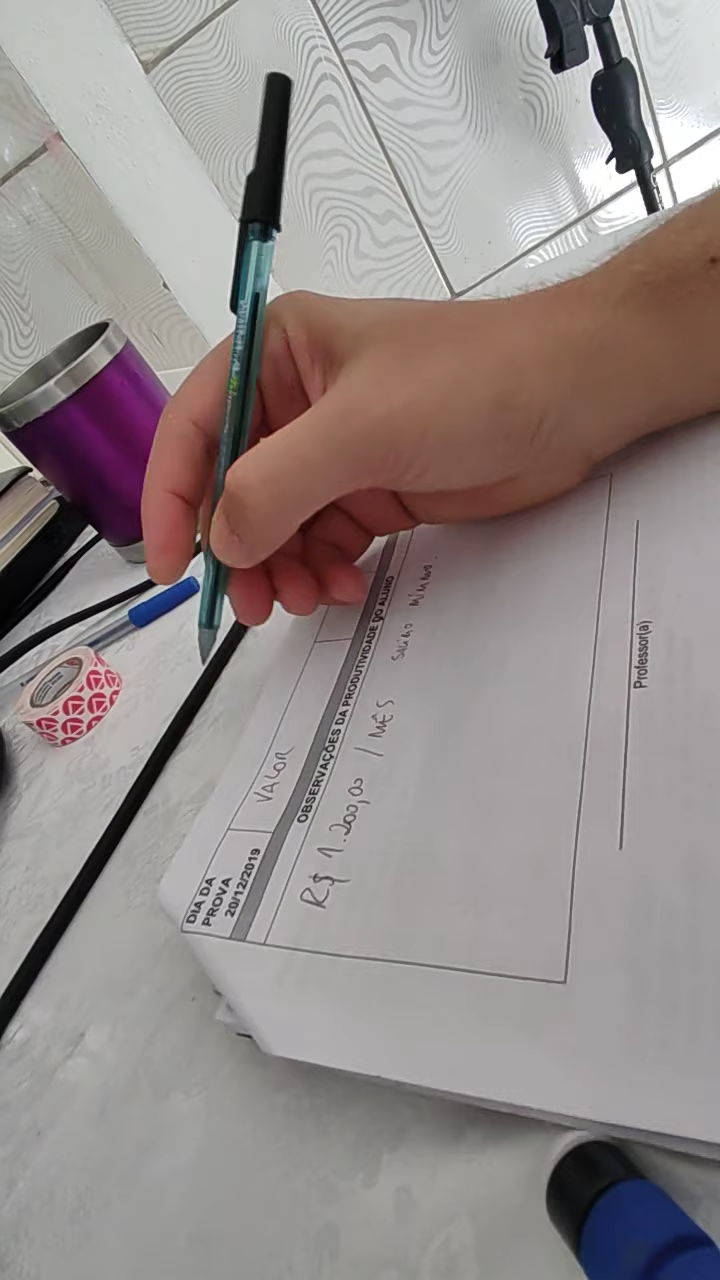 DIA DA
PROVA
20/12/2019
VALOR
OBSERVAÇÕES DA PRODUTIVIDADE DO ALUNO
R$ 1.200,00 / MÊS SALÁRIO MÍNIMO.
Professor(a)